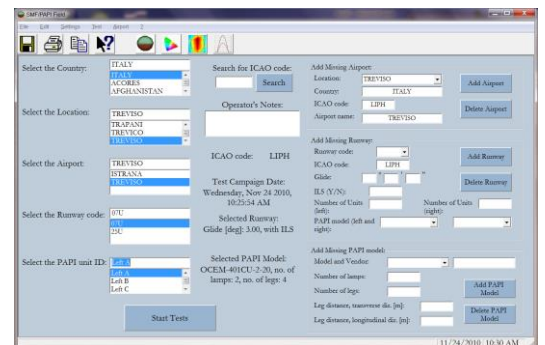 SMF/PAPI Field
File Edit Settings Test Airport ?
Select the Country:
ITALY
ITALY
ACORES
AFGHANISTAN
Select the Location:
TREVISO
TRAPANI
TREVICO
TREVISO
Select the Airport:
TREVISO
ISTRANA
TREVISO
Select the Runway code:
07U
07U
25U
Select the PAPI unit ID:
Left A
Left A
Left B
Left C
Start Tests
Search for ICAO code:
Search
Operator's Notes:
ICAO code: LIPH
Test Campaign Date:
Wednesday, Nov 24 2010,
10:25:54 AM
Selected Runway:
Glide [deg]: 3.00, with ILS
Selected PAPI Model:
OCEM-401CU-2-20, no. of
lamps: 2, no. of legs: 4
Add Missing Airport:
Location: TREVISO
Country: ITALY
ICAO code: LIPH
Airport name: TREVISO
Add Airport
Delete Airport
Add Missing Runway:
Runway code:
ICAO code: LIPH
Glide: ° ' "
ILS (Y/N):
Number of Units
(left):
Number of Units
(right):
PAPI model (left and
right):
Add Runway
Delete Runway
Add Missing PAPI model:
Model and Vendor:
Number of lamps:
Number of legs:
Leg distance, transverse dir. [m]:
Leg distance, longitudinal dir. [m]:
Add PAPI
Model
Delete PAPI
Model
11/24/2010 10:30 AM